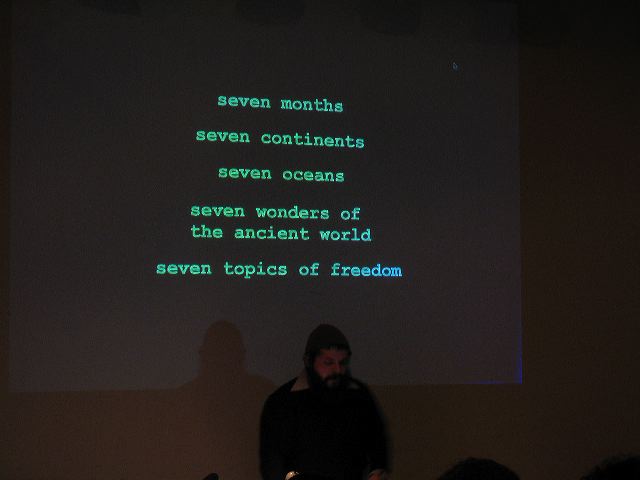 seven months
seven continents
seven oceans
seven wonders of
the ancient world
seven topics of freedom